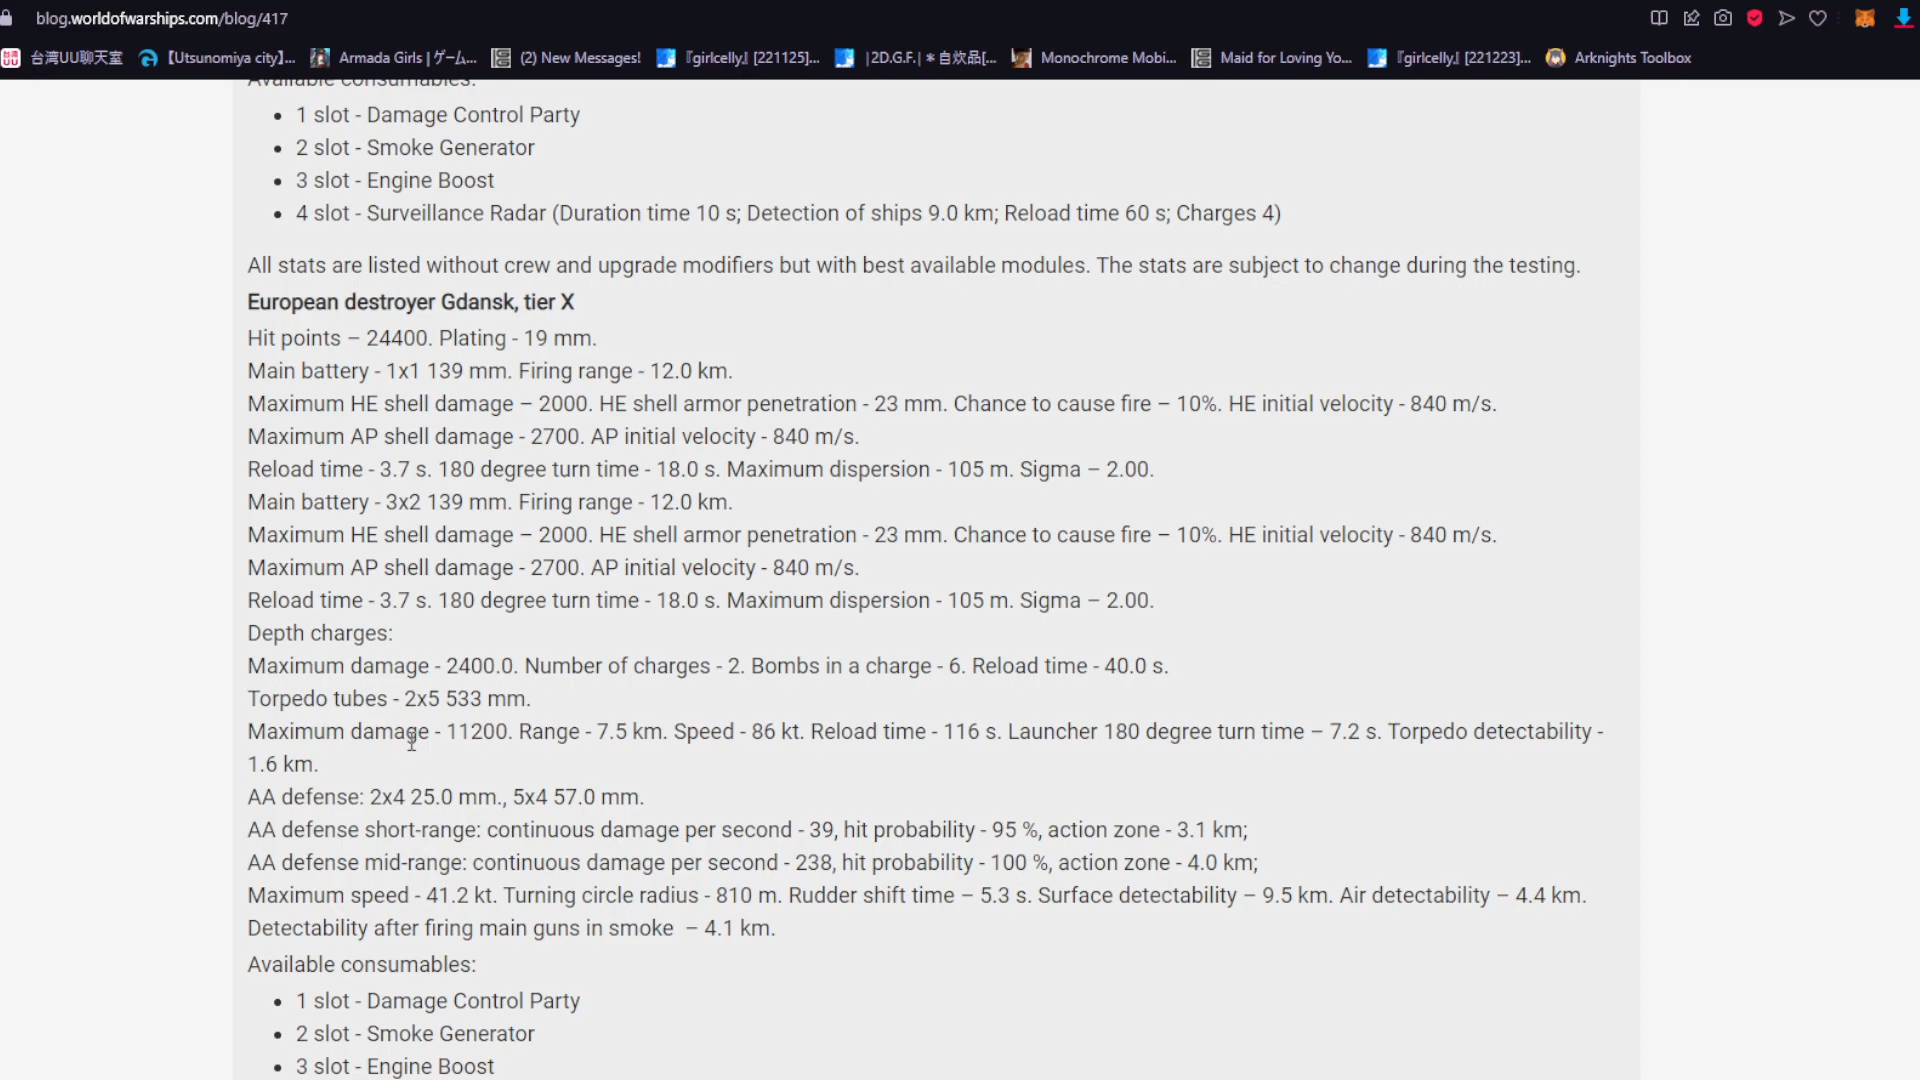 blog.worldofwarships.com/blog/417
台湾UU聊天室
【Utsunomiya city】...
Armada Girls | ゲーム...
(2) New Messages!
『girlcelly』[221125]...
|2D.G.F.|＊自炊品[...
Monochrome Mobi...
Maid for Loving Yo...
『girlcelly』[221223]...
Arknights Toolbox
Available consumables:
• 1 slot - Damage Control Party
• 2 slot - Smoke Generator
• 3 slot - Engine Boost
• 4 slot - Surveillance Radar (Duration time 10 s; Detection of ships 9.0 km; Reload time 60 s; Charges 4)
All stats are listed without crew and upgrade modifiers but with best available modules. The stats are subject to change during the testing.
European destroyer Gdansk, tier X
Hit points – 24400. Plating - 19 mm.
Main battery - 1x1 139 mm. Firing range - 12.0 km.
Maximum HE shell damage – 2000. HE shell armor penetration - 23 mm. Chance to cause fire – 10%. HE initial velocity - 840 m/s.
Maximum AP shell damage - 2700. AP initial velocity - 840 m/s.
Reload time - 3.7 s. 180 degree turn time - 18.0 s. Maximum dispersion - 105 m. Sigma – 2.00.
Main battery - 3x2 139 mm. Firing range - 12.0 km.
Maximum HE shell damage – 2000. HE shell armor penetration - 23 mm. Chance to cause fire – 10%. HE initial velocity - 840 m/s.
Maximum AP shell damage - 2700. AP initial velocity - 840 m/s.
Reload time - 3.7 s. 180 degree turn time - 18.0 s. Maximum dispersion - 105 m. Sigma – 2.00.
Depth charges:
Maximum damage - 2400.0. Number of charges - 2. Bombs in a charge - 6. Reload time - 40.0 s.
Torpedo tubes - 2x5 533 mm.
Maximum damage - 11200. Range - 7.5 km. Speed - 86 kt. Reload time - 116 s. Launcher 180 degree turn time – 7.2 s. Torpedo detectability -
1.6 km.
AA defense: 2x4 25.0 mm., 5x4 57.0 mm.
AA defense short-range: continuous damage per second - 39, hit probability - 95 %, action zone - 3.1 km;
AA defense mid-range: continuous damage per second - 238, hit probability - 100 %, action zone - 4.0 km;
Maximum speed - 41.2 kt. Turning circle radius - 810 m. Rudder shift time – 5.3 s. Surface detectability – 9.5 km. Air detectability – 4.4 km.
Detectability after firing main guns in smoke – 4.1 km.
Available consumables:
• 1 slot - Damage Control Party
• 2 slot - Smoke Generator
• 3 slot - Engine Boost